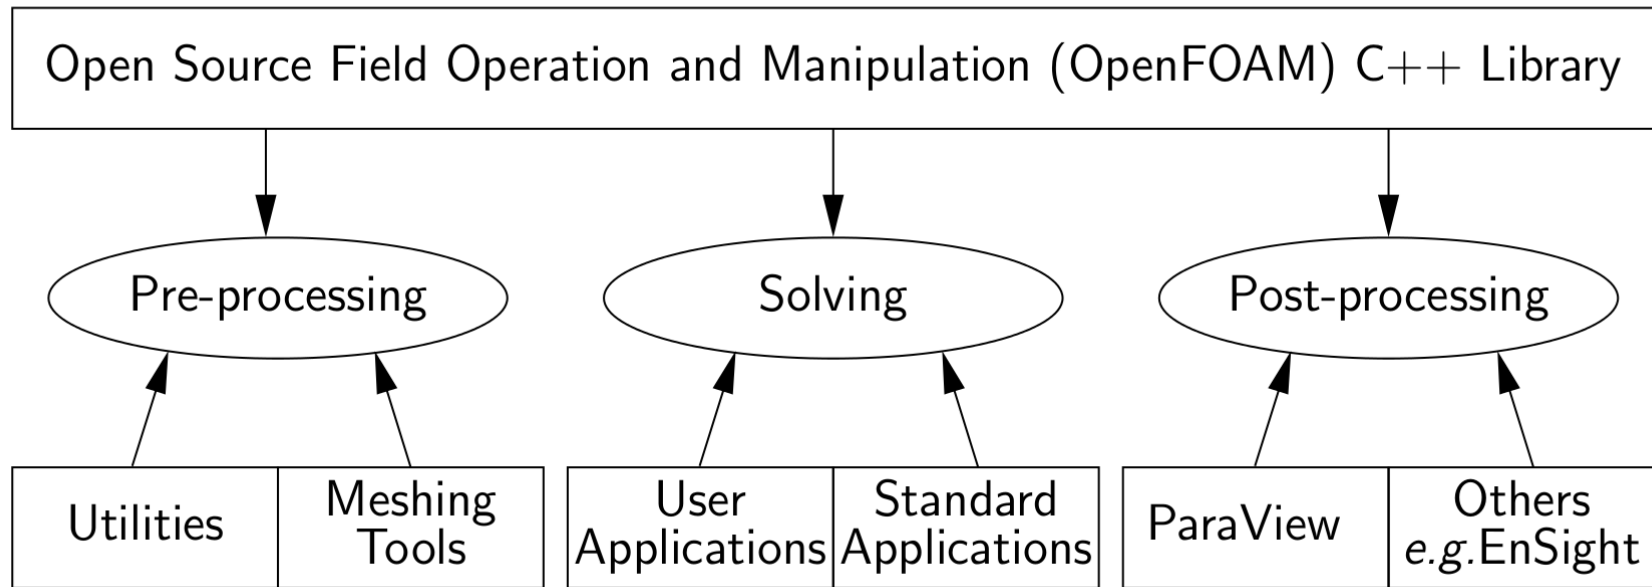 Open Source Field Operation and Manipulation (OpenFOAM) C++ Library
Pre-processing
Solving
Post-processing
Utilities
Meshing
Tools
User
Applications
Standard
Applications
ParaView
Others
e.g.EnSight